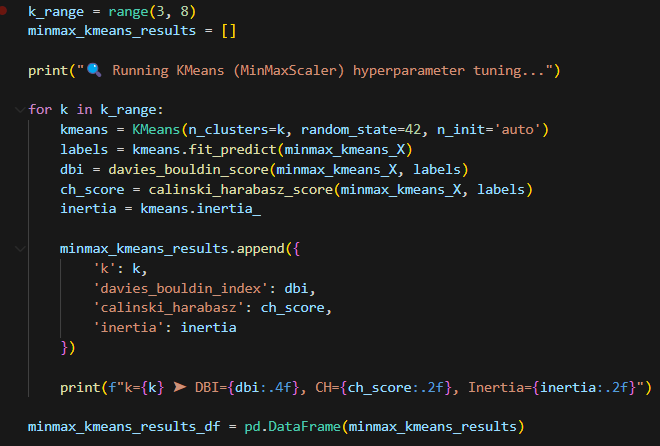 k_range = range(3, 8)
minmax_kmeans_results = []
print("🔍 Running KMeans (MinMaxScaler) hyperparameter tuning...")
for k in k_range:
    kmeans = KMeans(n_clusters=k, random_state=42, n_init='auto')
    labels = kmeans.fit_predict(minmax_kmeans_X)
    dbi = davies_bouldin_score(minmax_kmeans_X, labels)
    ch_score = calinski_harabasz_score(minmax_kmeans_X, labels)
    inertia = kmeans.inertia_
    minmax_kmeans_results.append({
        'k': k,
        'davies_bouldin_index': dbi,
        'calinski_harabasz': ch_score,
        'inertia': inertia
    })
    print(f"k={k} ➤ DBI={dbi:.4f}, CH={ch_score:.2f}, Inertia={inertia:.2f}")
minmax_kmeans_results_df = pd.DataFrame(minmax_kmeans_results)